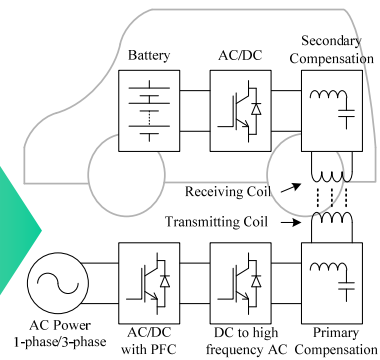 Secondary
Compensation
Battery
AC/DC
Receiving Coil
Transmitting Coil
AC Power
1-phase/3-phase
AC/DC
with PFC
DC to high
frequency AC
Primary
Compensation